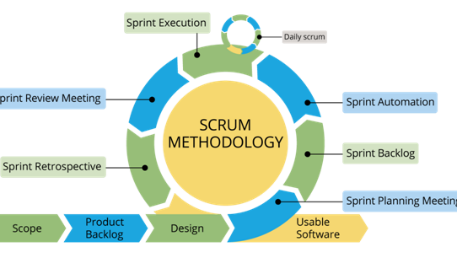 Sprint Execution
Daily scrum
print Review Meeting
Sprint Automation
SCRUM
METHODOLOGY
Sprint Backlog
Sprint Retrospective
Sprint Planning Meeting
Scope
Product
Backlog
Design
Usable
Software